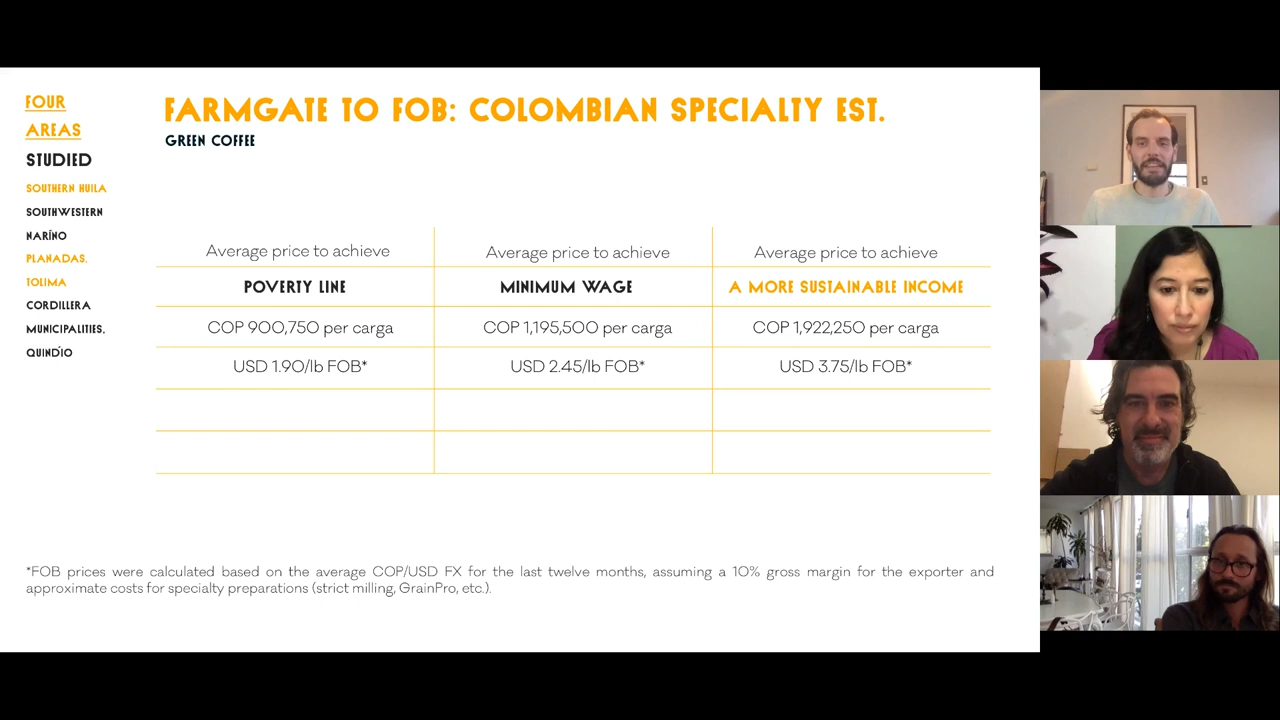 FOUR
AREAS
STUDIED
SOUTHERN HUILA
SOUTHWESTERN
NARIÑO
PLANADAS,
TOLIMA
CORDILLERA
MUNICIPALITIES,
QUINDÍO
FARMGATE TO FOB: COLOMBIAN SPECIALTY EST.
GREEN COFFEE
Average price to achieve Average price to achieve Average price to achieve
POVERTY LINE MINIMUM WAGE A MORE SUSTAINABLE INCOME
COP 900,750 per carga COP 1,195,500 per carga COP 1,922,250 per carga
USD 1.90/lb FOB* USD 2.45/lb FOB* USD 3.75/lb FOB*
*FOB prices were calculated based on the average COP/USD FX for the last twelve months, assuming a 10% gross margin for the exporter and
approximate costs for specialty preparations (strict milling, GrainPro, etc.).